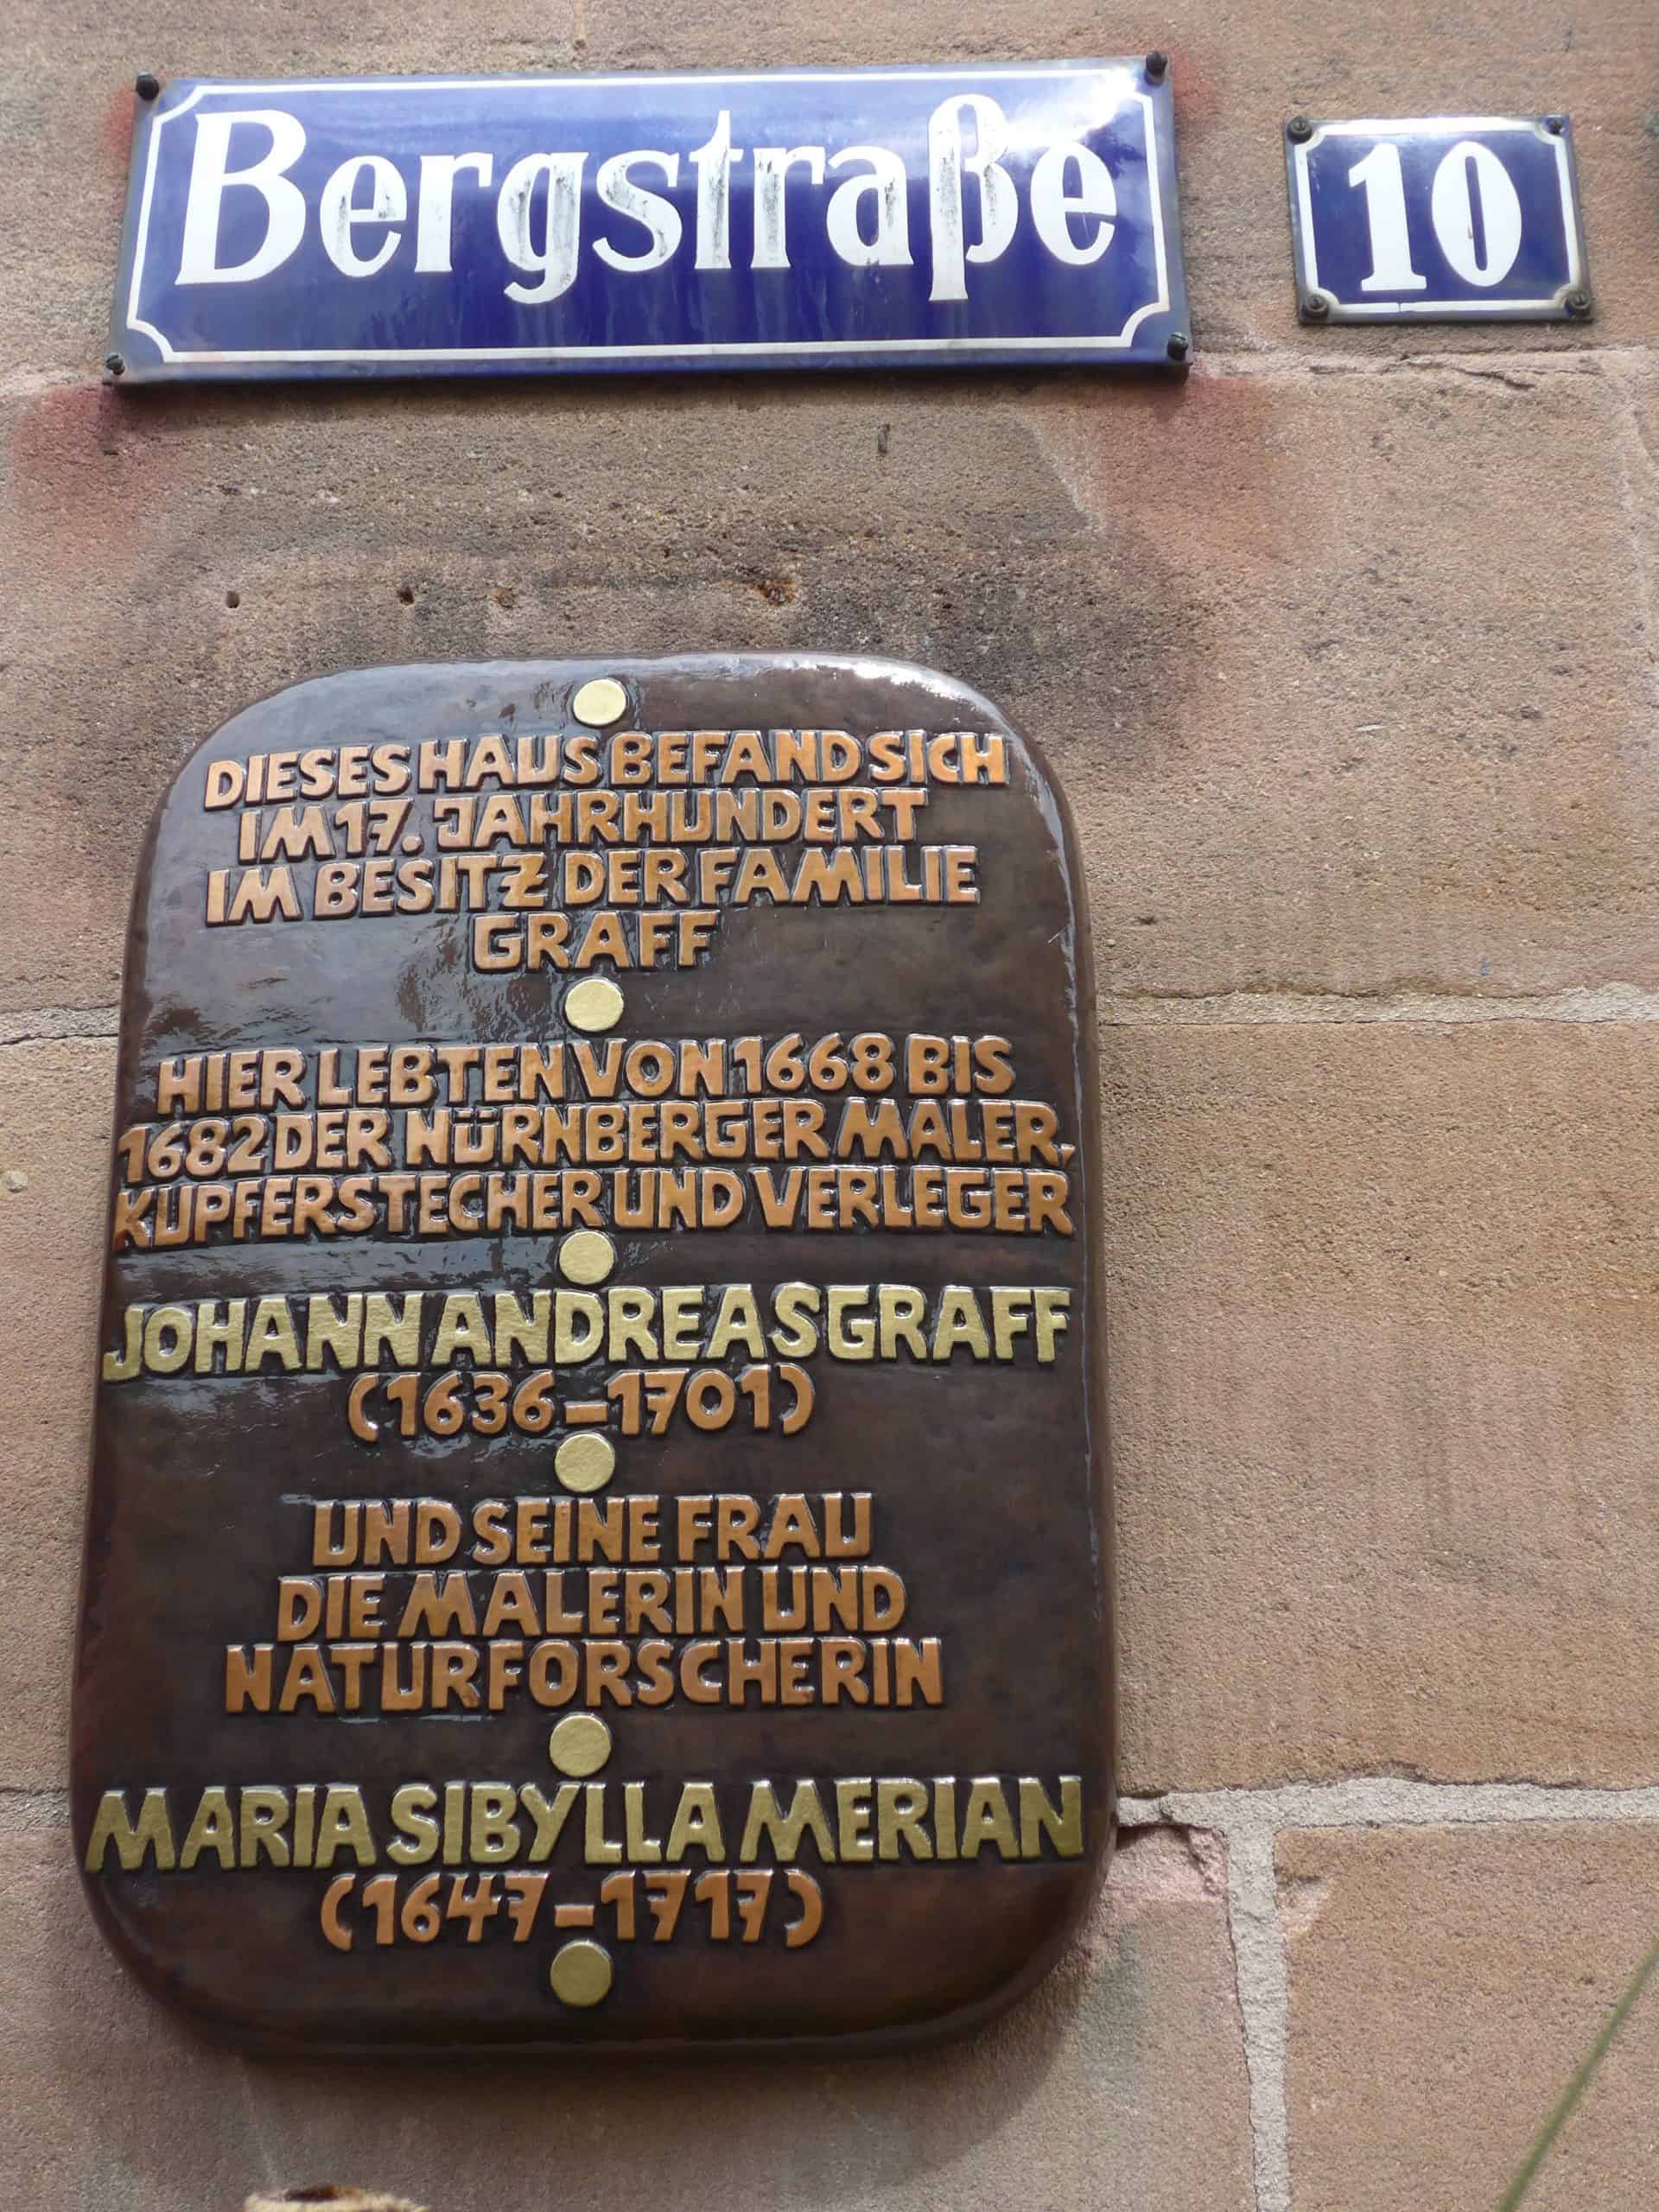 Bergstraße
10
DIESES HAUS BEFAND SICH
IM 17. JAHRHUNDERT
IM BESITZ DER FAMILIE
GRAFF
HIER LEBTEN VON 1668 BIS
1682 DER NÜRNBERGER MALER,
KUPFERSTECHER UND VERLEGER
JOHANN ANDREAS GRAFF
(1636-1701)
UND SEINE FRAU
DIE MALERIN UND
NATURFORSCHERIN
MARIA SIBYLLA MERIAN
(1647-1717)